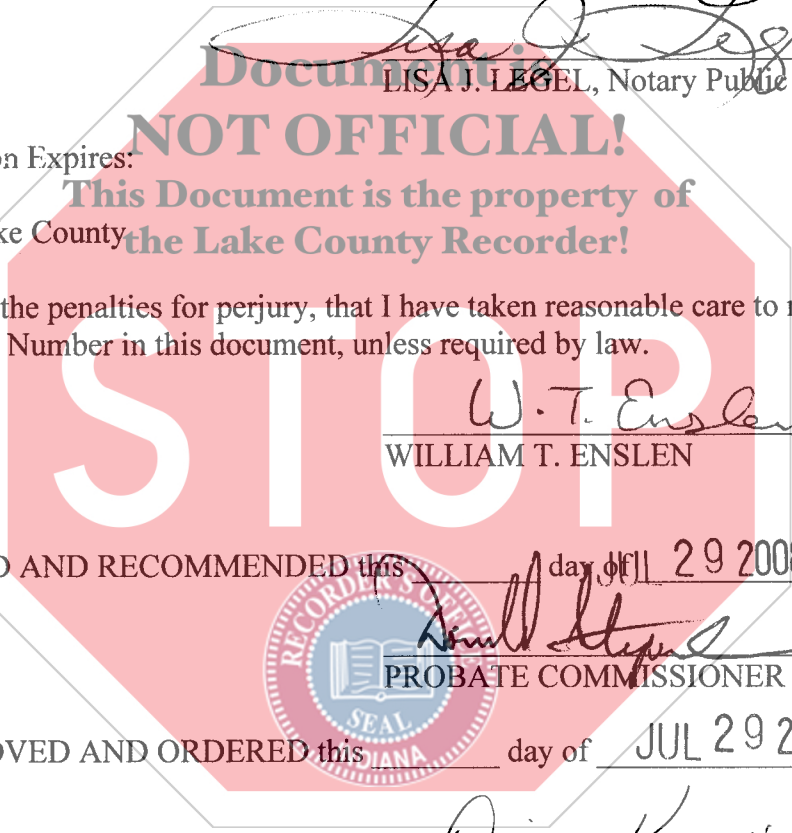 Document is
LISA J. LEGEL, Notary Public
NOT OFFICIAL!
on Expires:
This Document is the property of
ke County
the Lake County Recorder!
the penalties for perjury, that I have taken reasonable care to
Number in this document, unless required by law.
STOP
W. T. Enslen
WILLIAM T. ENSLEN
D AND RECOMMENDED this day of JUL 29 2008
RECORDER'S OFFICE
PROBATE COMMISSIONER
SEAL
INDIANA
OVED AND ORDERED this day of JUL 29 2